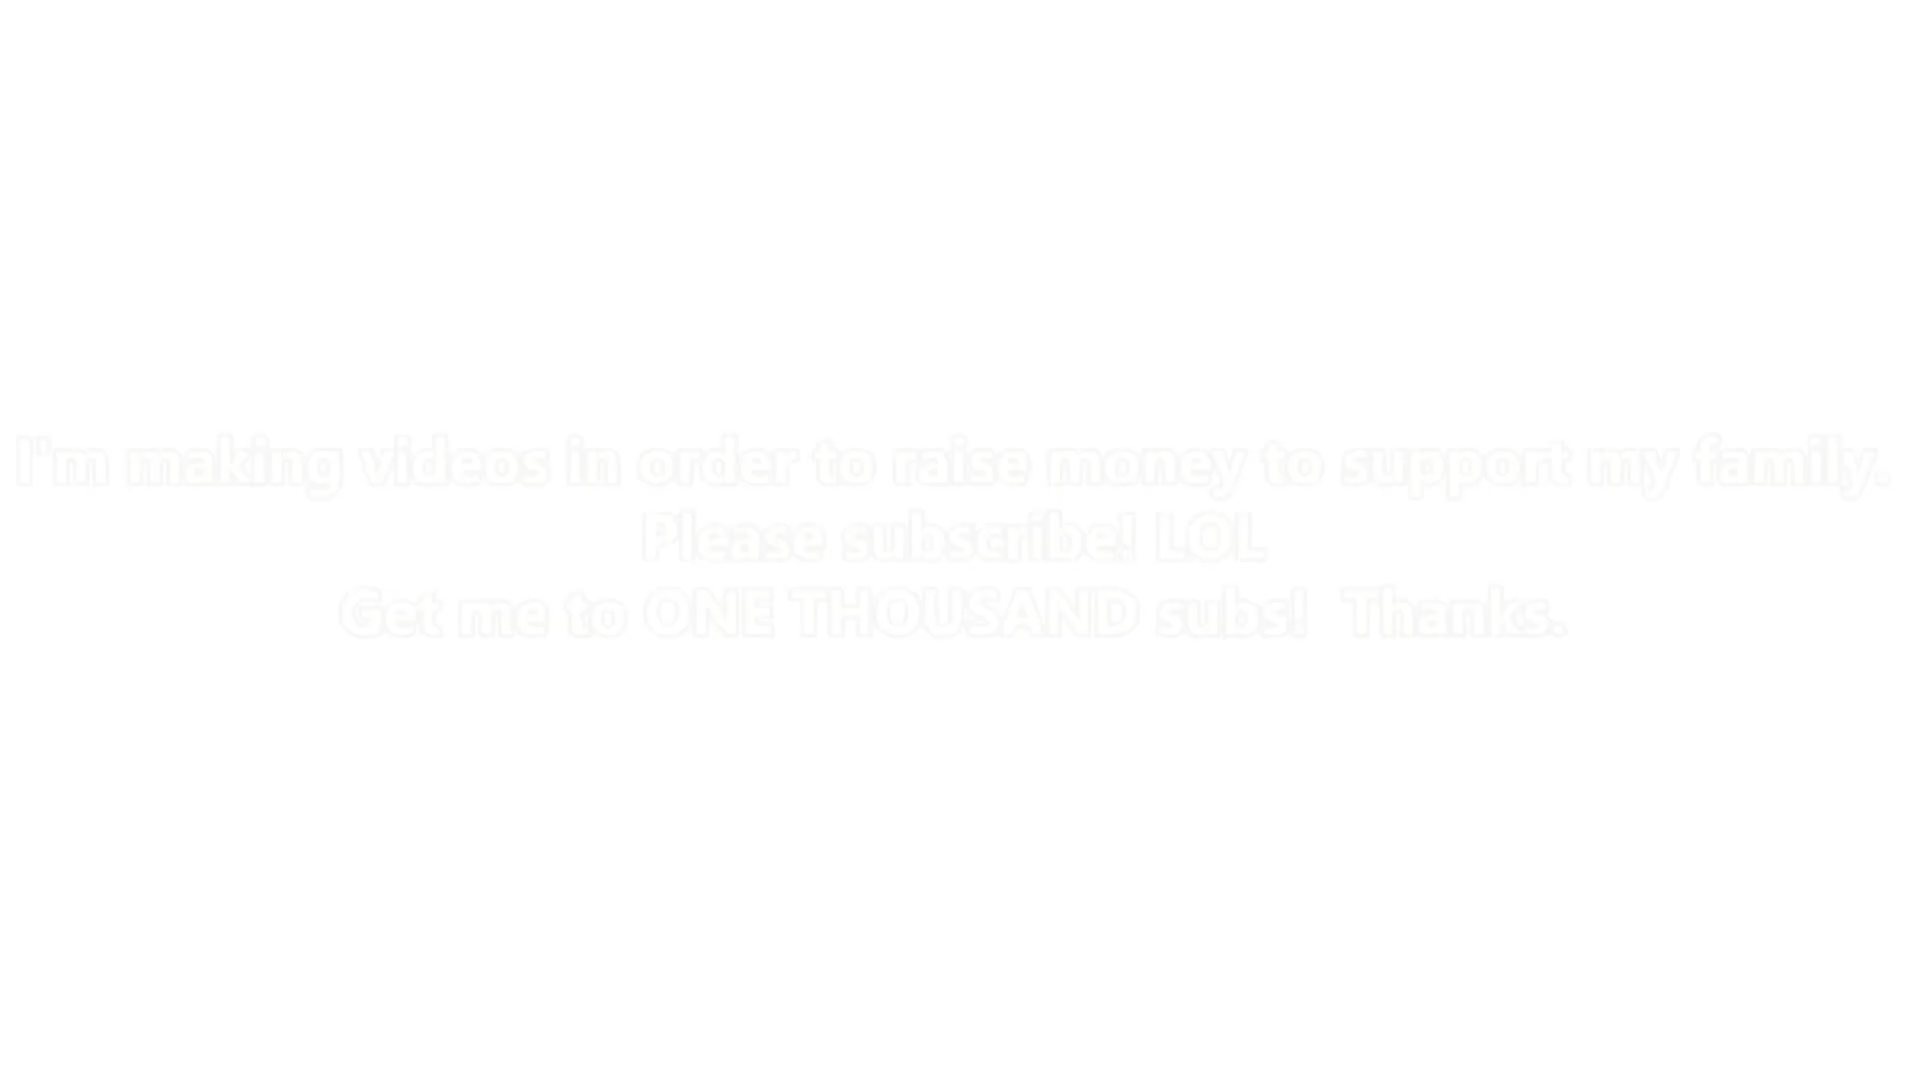 I'm making videos in order to raise money to support my family.
Please subscribe! LOL
Get me to ONE THOUSAND subs!  Thanks.